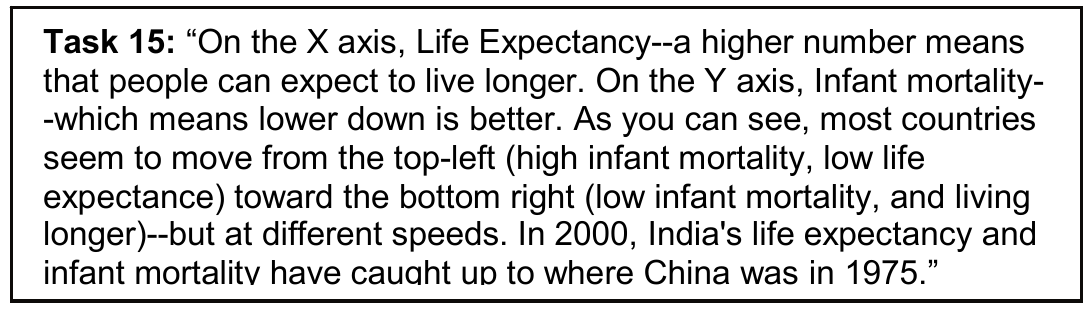 Task 15: “On the X axis, Life Expectancy--a higher number means
that people can expect to live longer. On the Y axis, Infant mortality-
-which means lower down is better. As you can see, most countries
seem to move from the top-left (high infant mortality, low life
expectance) toward the bottom right (low infant mortality, and living
longer)--but at different speeds. In 2000, India's life expectancy and
infant mortality have caught up to where China was in 1975.”